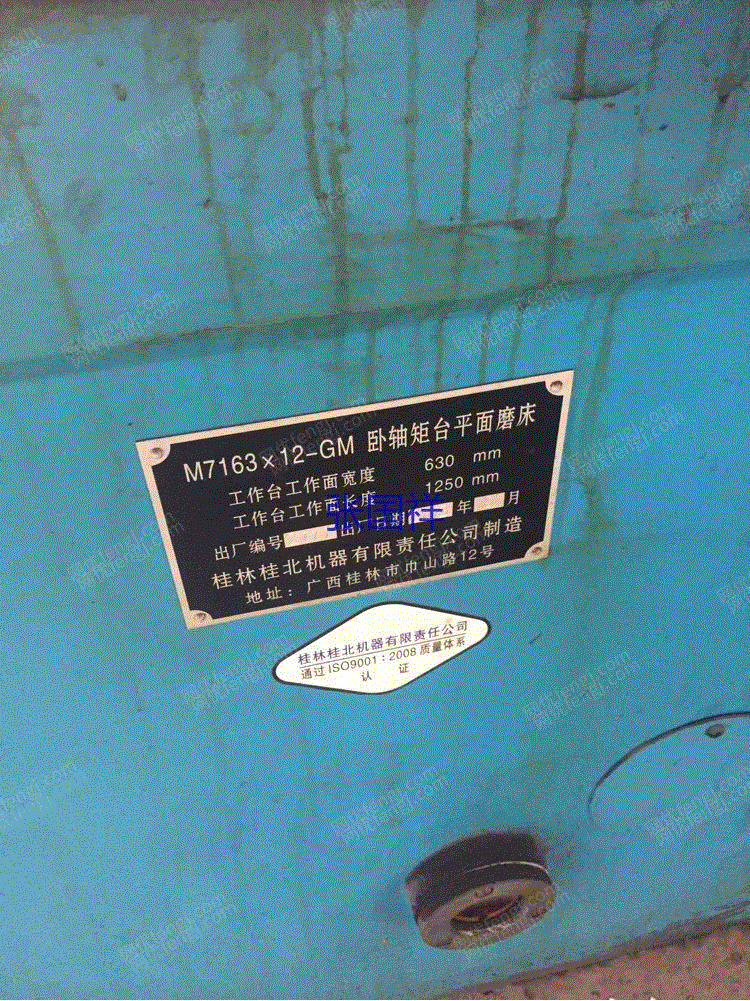 M7163×12-GM 卧轴矩台平面磨床
工作台工作面宽度 630 mm
工作台工作面长度 1250 mm
出厂编号 出厂日期 年 月
张国祥
桂林桂北机器有限责任公司制造
地址：广西桂林市巾山路12号
桂林桂北机器有限责任公司
通过ISO9001:2008质量体系
认 证